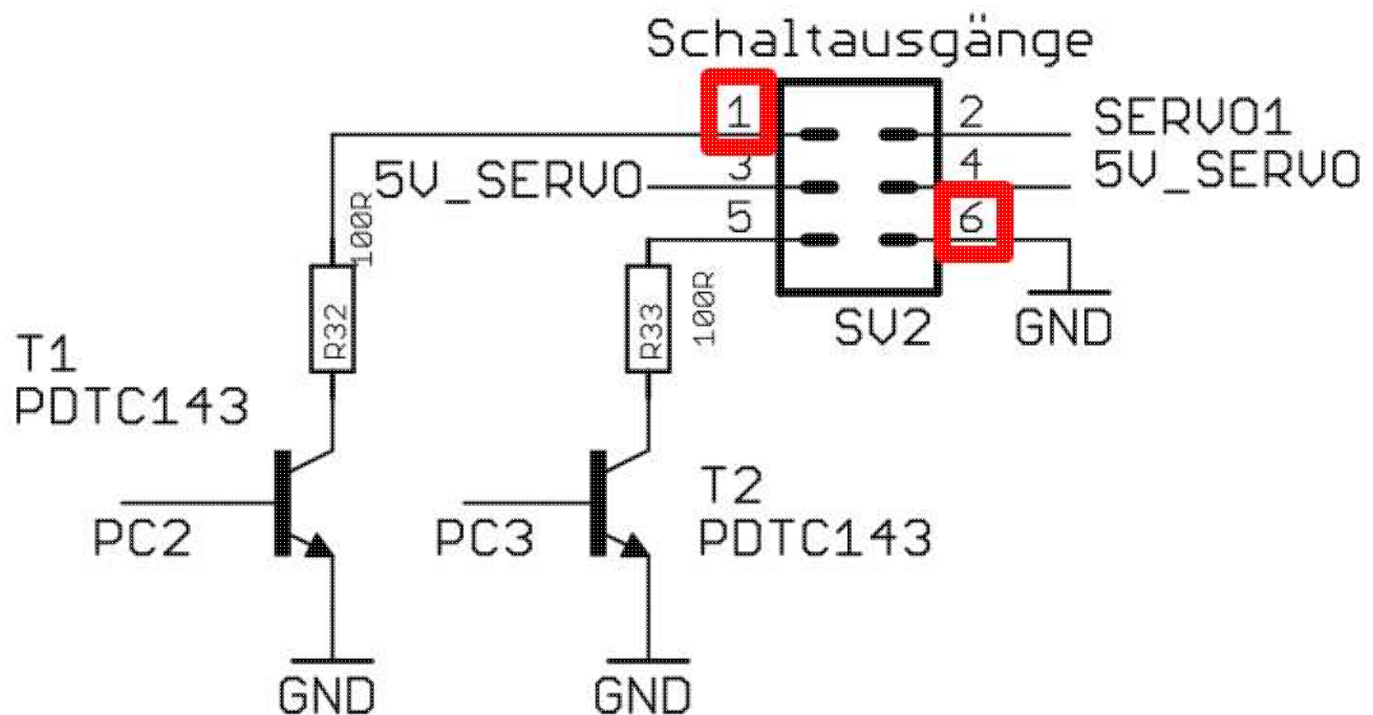 Schaltausgänge
1
2
SERVO1
5V_SERVO
3
4
5V_SERVO
5
6
100R
R32
100R
R33
SV2
GND
T1
PDTC143
T2
PDTC143
PC2
PC3
GND
GND